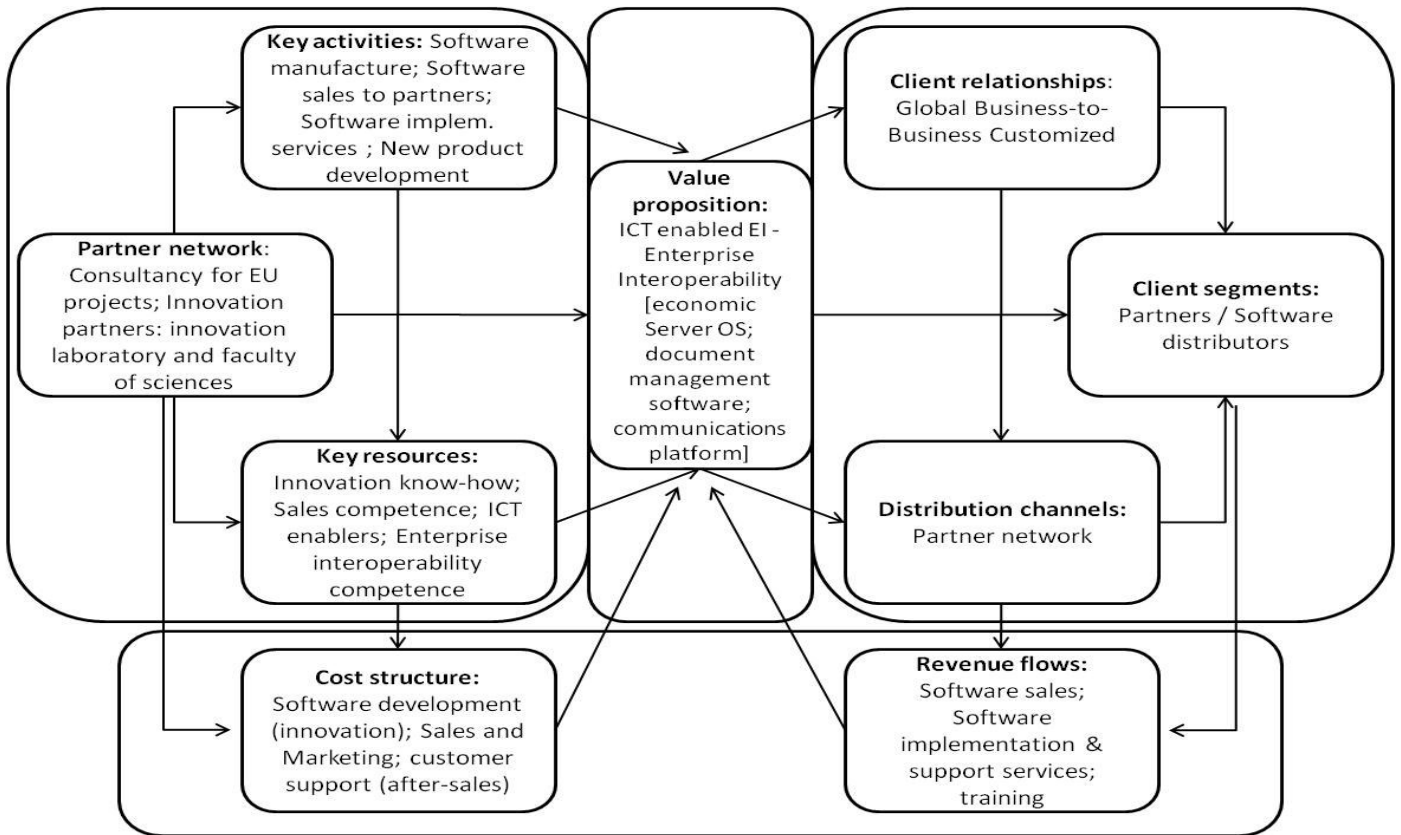 Key activities: Software
manufacture; Software
sales to partners;
Software implem.
services ; New product
development
Partner network:
Consultancy for EU
projects; Innovation
partners: innovation
laboratory and faculty
of sciences
Key resources:
Innovation know-how;
Sales competence; ICT
enablers; Enterprise
interoperability
competence
Value
proposition:
ICT enabled EI -
Enterprise
Interoperability
[economic
Server OS;
document
management
software;
communications
platform]
Client relationships:
Global Business-to-
Business Customized
Client segments:
Partners / Software
distributors
Distribution channels:
Partner network
Cost structure:
Software development
(innovation); Sales and
Marketing; customer
support (after-sales)
Revenue flows:
Software sales;
Software
implementation &
support services;
training